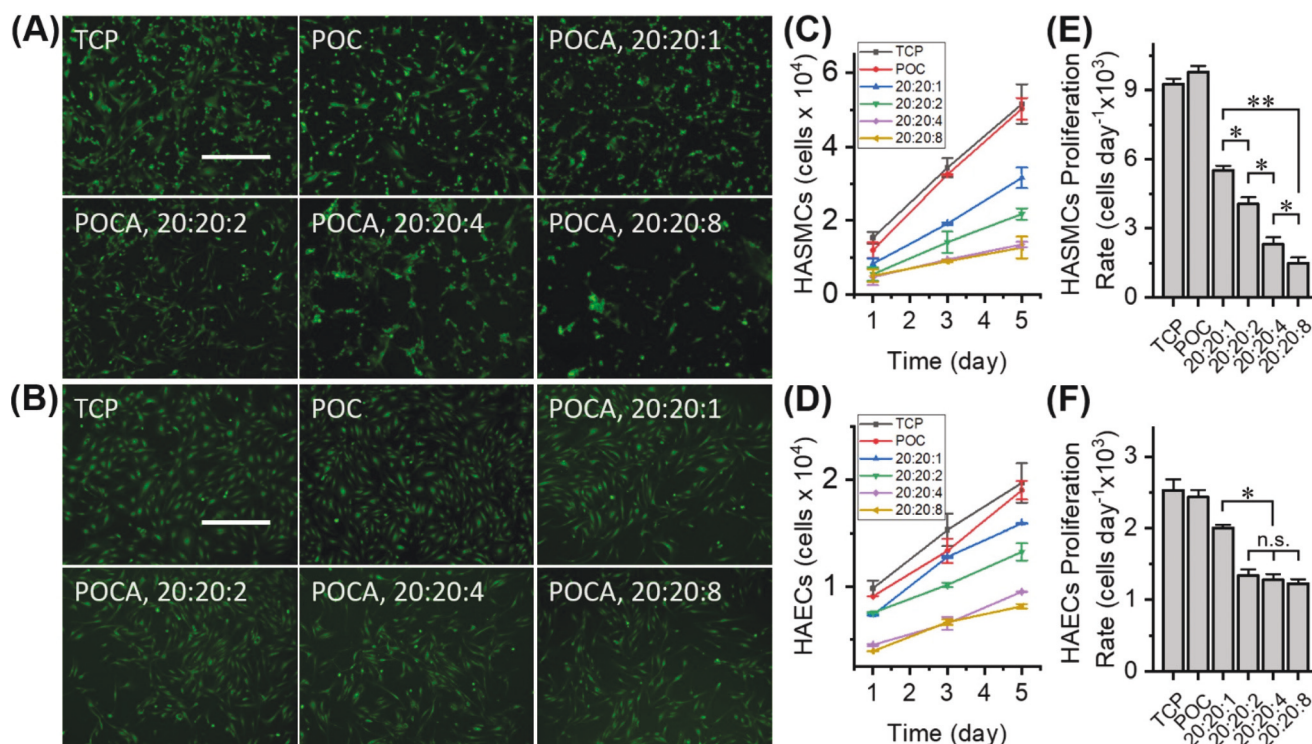 (A)
TCP
POC
POCA, 20:20:1
POCA, 20:20:2
POCA, 20:20:4
POCA, 20:20:8
(B)
TCP
POC
POCA, 20:20:1
POCA, 20:20:2
POCA, 20:20:4
POCA, 20:20:8
(C)
HASMCs (cells x 10⁴)
6
4
2
0
TCP
POC
20:20:1
20:20:2
20:20:4
20:20:8
1 2 3 4 5
Time (day)
(D)
HAECs (cells x 10⁴)
2
1
TCP
POC
20:20:1
20:20:2
20:20:4
20:20:8
1 2 3 4 5
Time (day)
(E)
HASMCs Proliferation
Rate (cells day⁻¹x10³)
9
6
3
0
**
*
*
*
TCP
POC
20:20:1
20:20:2
20:20:4
20:20:8
(F)
HAECs Proliferation
Rate (cells day⁻¹x10³)
3
2
1
0
*
n.s.
TCP
POC
20:20:1
20:20:2
20:20:4
20:20:8